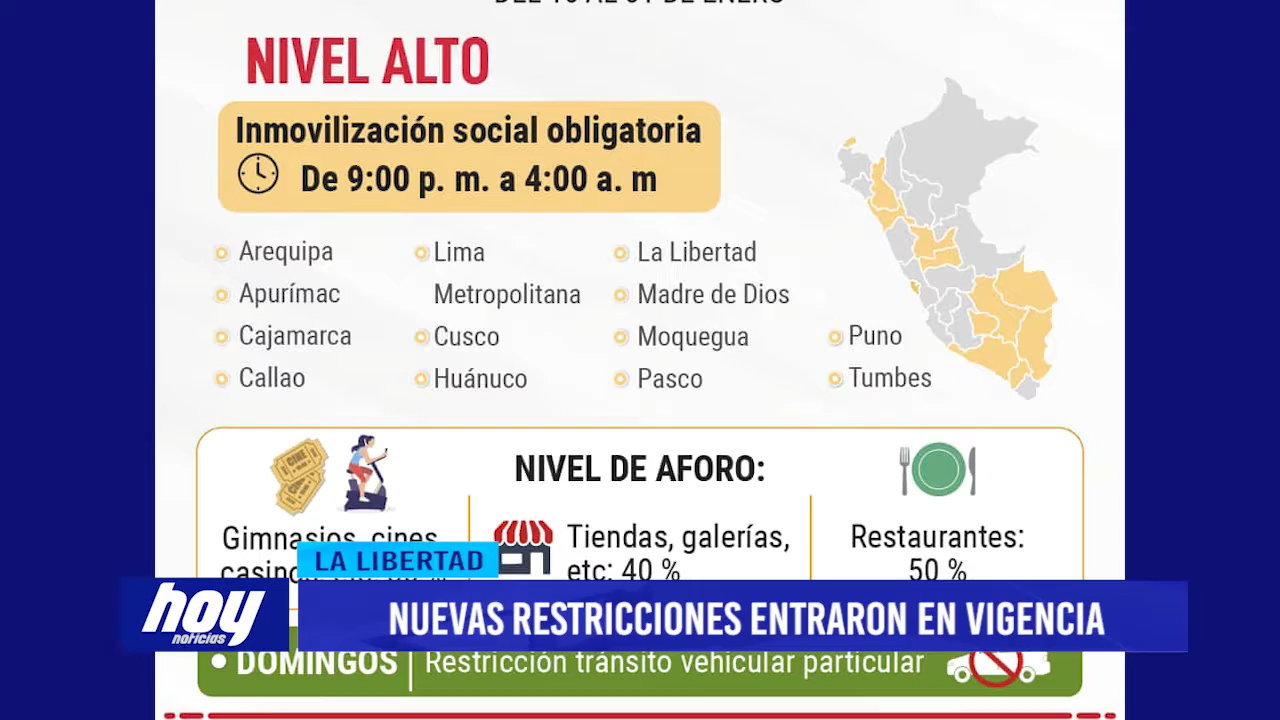 NIVEL ALTO
Inmovilización social obligatoria
De 9:00 p. m. a 4:00 a. m
Arequipa
Apurímac
Cajamarca
Callao
Lima
Metropolitana
Cusco
Huánuco
La Libertad
Madre de Dios
Moquegua
Pasco
Puno
Tumbes
NIVEL DE AFORO:
CINE
Gimnasios, cines
Tiendas, galerías,
etc: 40 %
Restaurantes:
50 %
LA LIBERTAD
hoy
noticias
NUEVAS RESTRICCIONES ENTRARON EN VIGENCIA
• DOMINGOS
Restricción tránsito vehicular particular